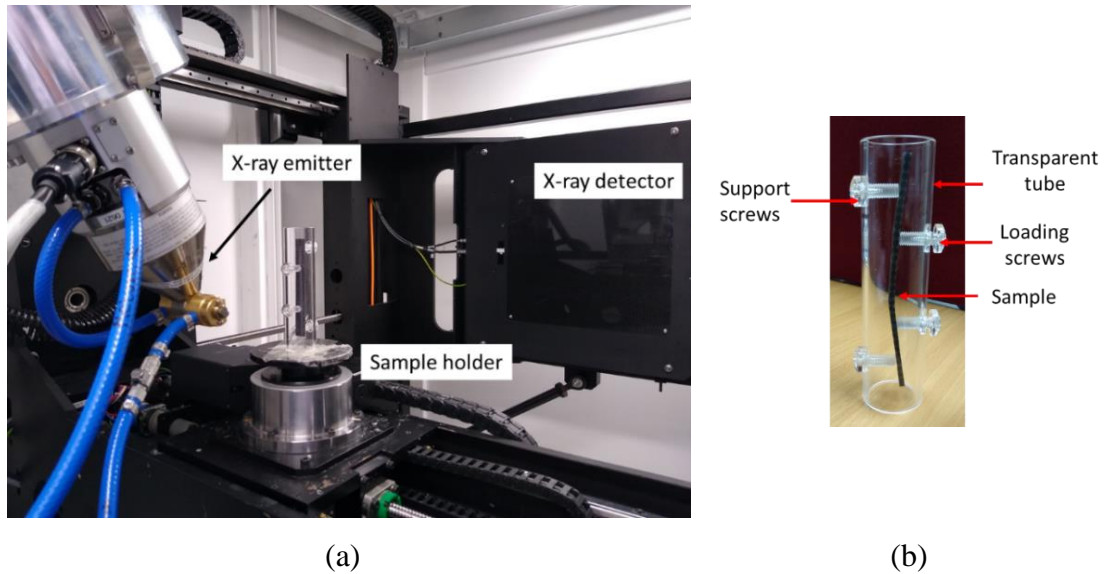 X-ray emitter
X-ray detector
Sample holder
Support
screws
Transparent
tube
Loading
screws
Sample
(a)
(b)